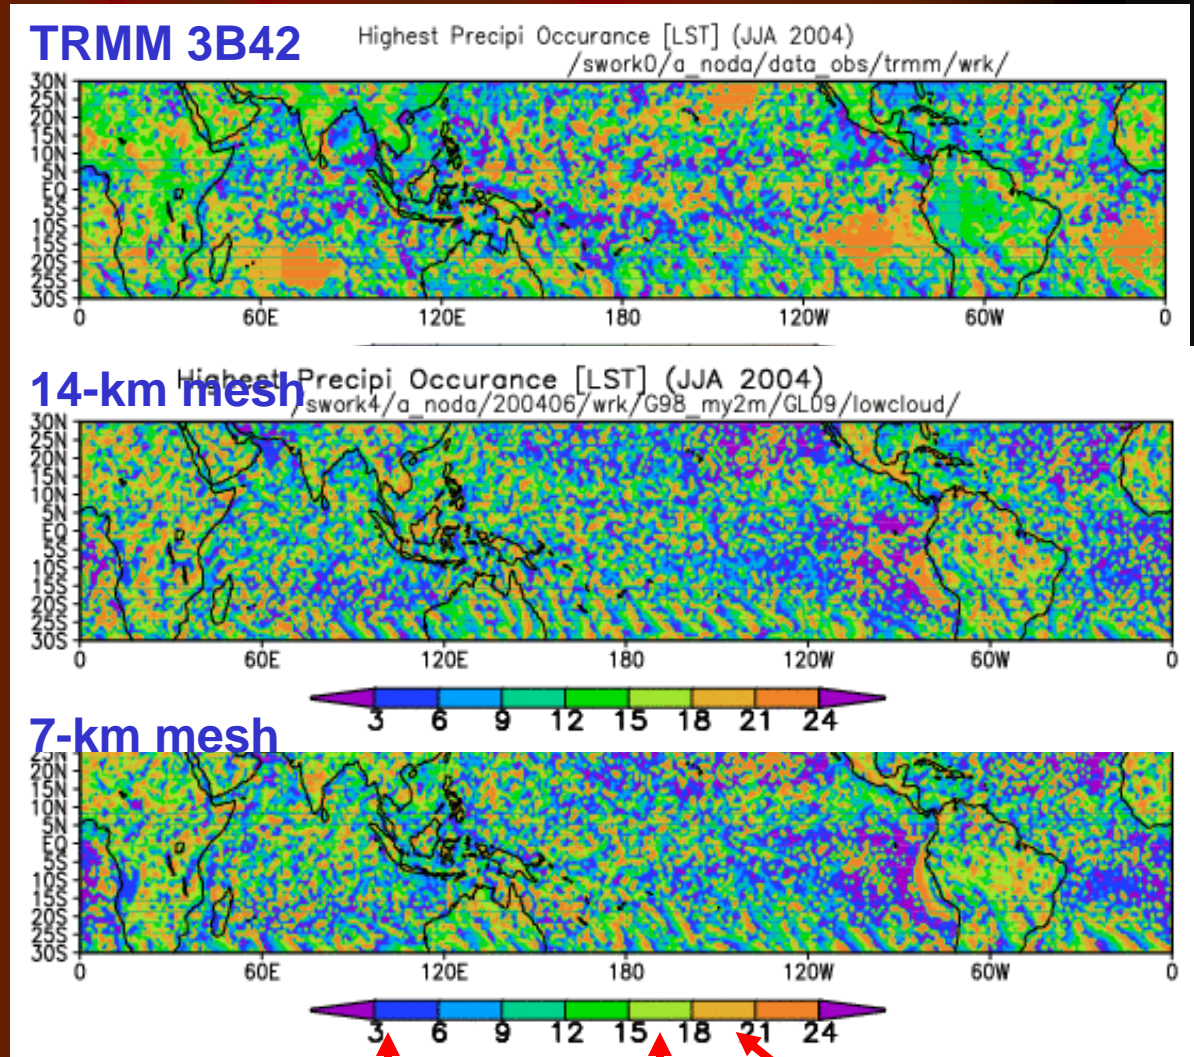 TRMM 3B42
Highest Precipi Occurance [LST] (JJA 2004)
/swork0/a_noda/data_obs/trmm/wrk/
30N
25N
20N
15N
10N
5N
EQ
5S
10S
15S
20S
25S
30S
0 60E 120E 180 120W 60W 0
14-km mesh
Highest Precipi Occurance [LST] (JJA 2004)
/swork4/a_noda/200406/wrk/G98_my2m/GL09/lowcloud/
30N
25N
20N
15N
10N
5N
EQ
5S
10S
15S
20S
25S
30S
0 60E 120E 180 120W 60W 0
3 6 9 12 15 18 21 24
7-km mesh
20N
15N
10N
5N
EQ
5S
10S
15S
20S
25S
30S
0 60E 120E 180 120W 60W 0
3 6 9 12 15 18 21 24